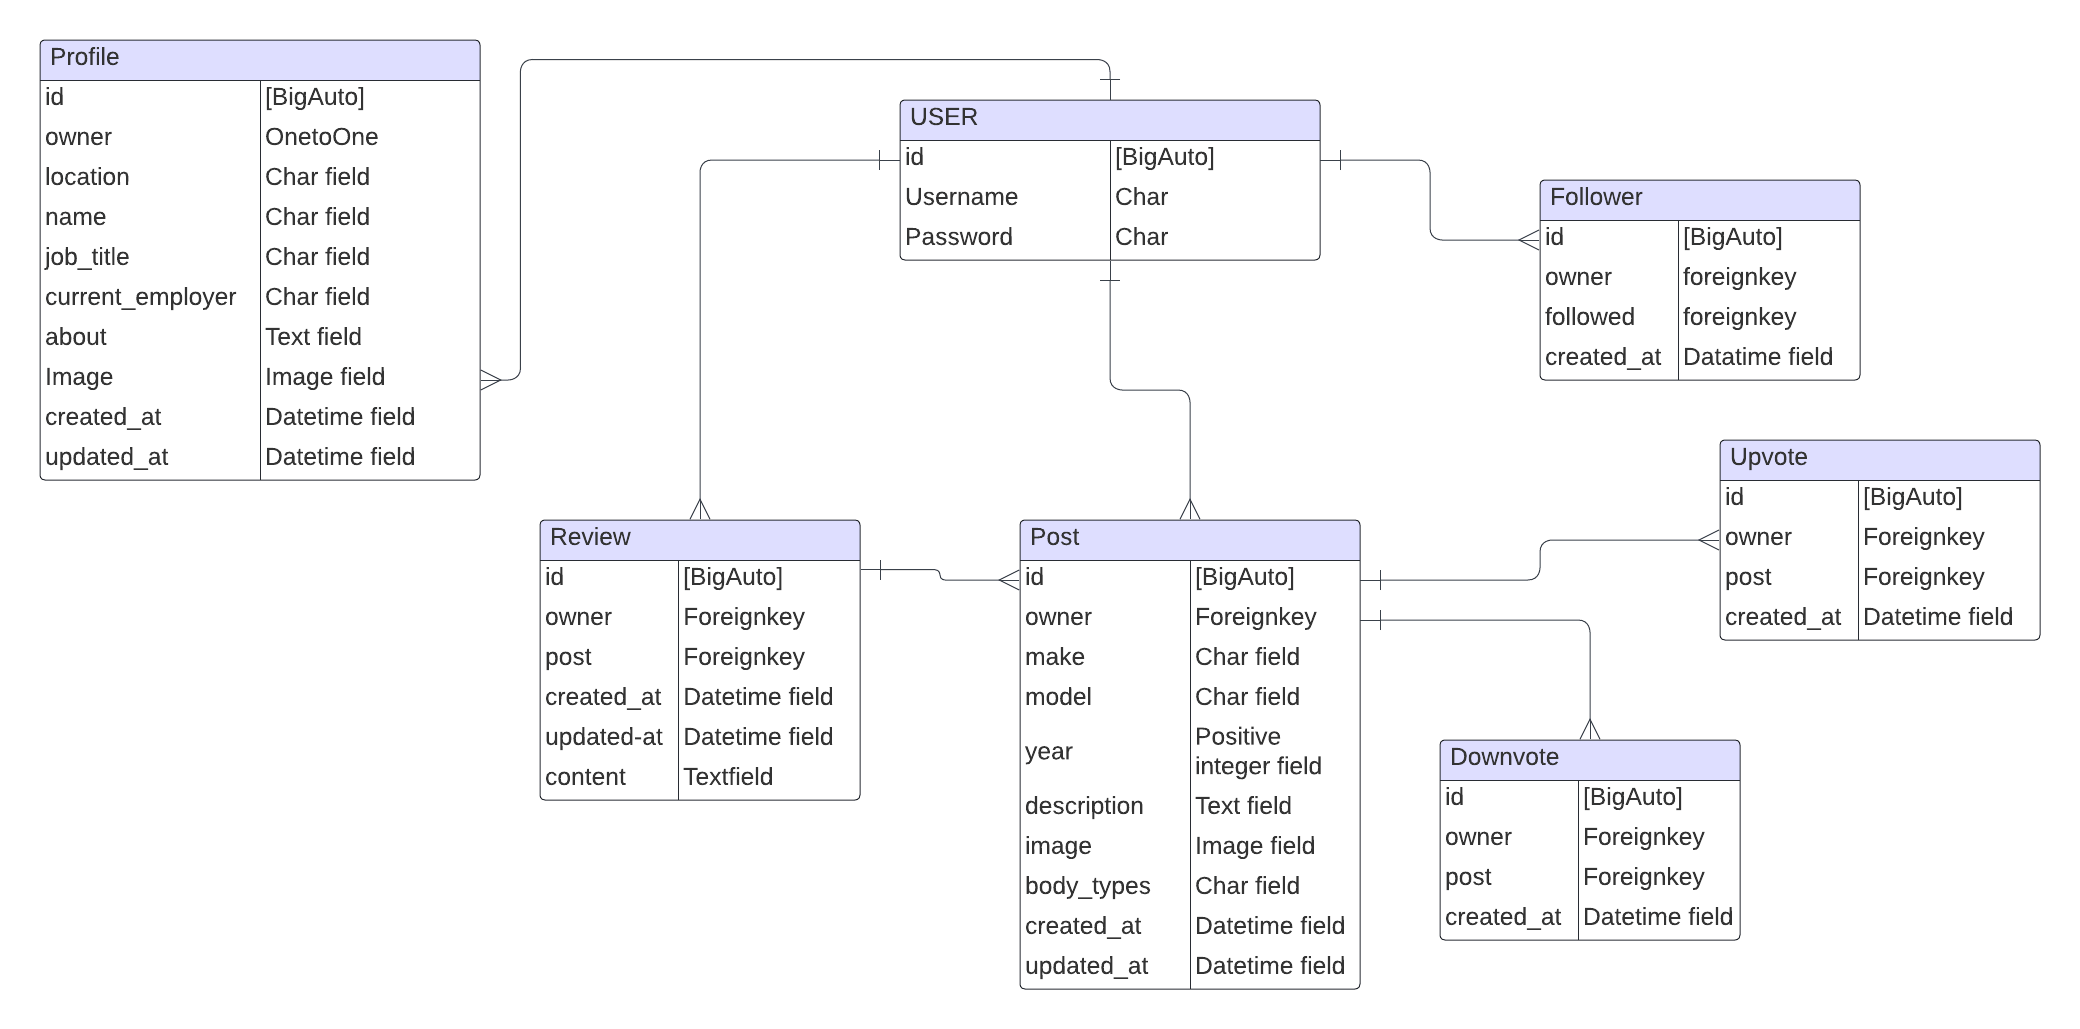 Profile
id [BigAuto]
owner OnetoOne
location Char field
name Char field
job_title Char field
current_employer Char field
about Text field
Image Image field
created_at Datetime field
updated_at Datetime field
USER
id [BigAuto]
Username Char
Password Char
Follower
id [BigAuto]
owner foreignkey
followed foreignkey
created_at Datatime field
Review
id [BigAuto]
owner Foreignkey
post Foreignkey
created_at Datetime field
updated-at Datetime field
content Textfield
Post
id [BigAuto]
owner Foreignkey
make Char field
model Char field
year Positive
integer field
description Text field
image Image field
body_types Char field
created_at Datetime field
updated_at Datetime field
Upvote
id [BigAuto]
owner Foreignkey
post Foreignkey
created_at Datetime field
Downvote
id [BigAuto]
owner Foreignkey
post Foreignkey
created_at Datetime field